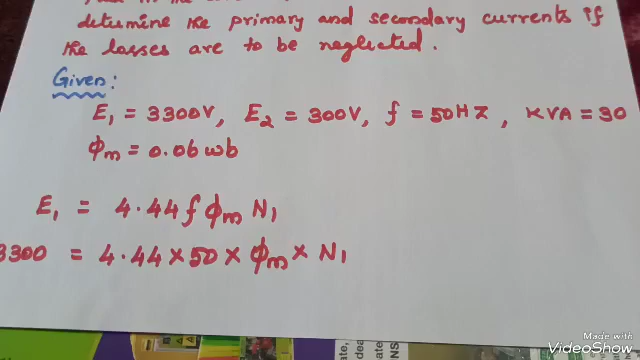 determine the primary and secondary currents if
the losses are to be neglected.
Given:
E₁ = 3300V, E₂ = 300V, f = 50HZ, KVA = 30
ϕm = 0.06 wb
E₁ = 4.44 f ϕm N₁
3300 = 4.44 × 50 × ϕm × N₁
Made with
VideoShow